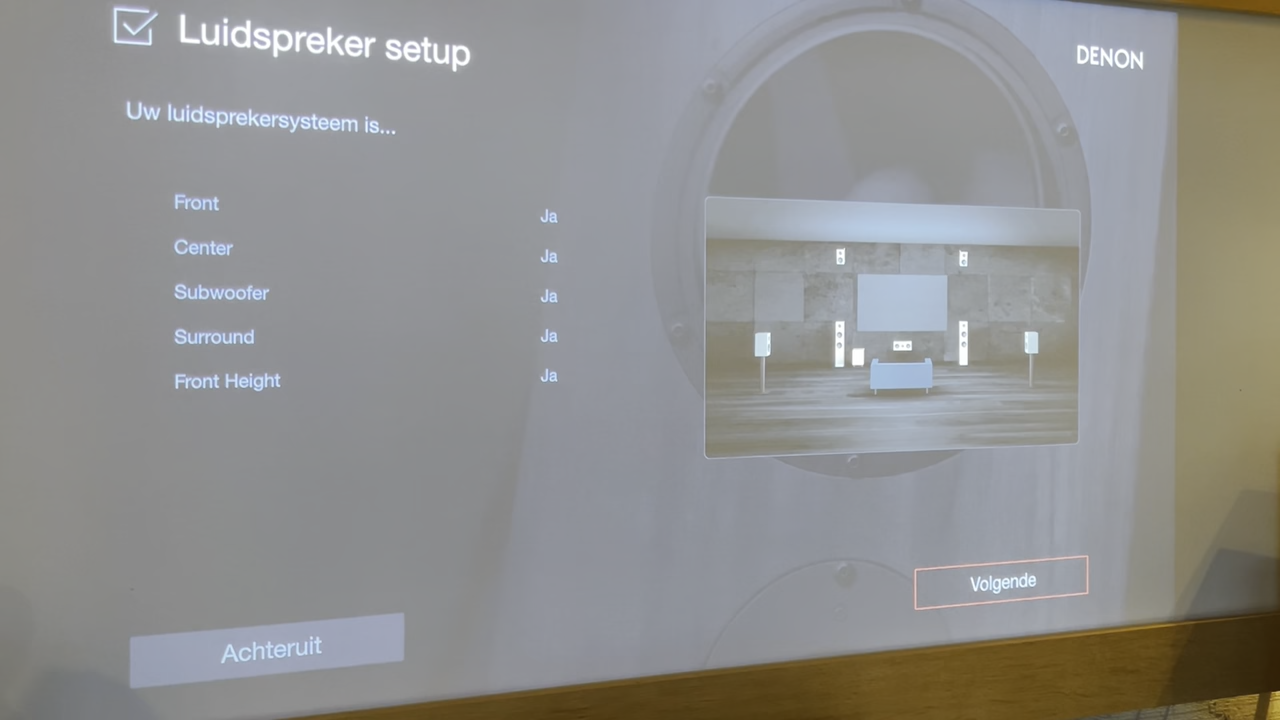 Luidspreker setup
DENON
Uw luidsprekersysteem is...
Front Ja
Center Ja
Subwoofer Ja
Surround Ja
Front Height Ja
Volgende
Achteruit